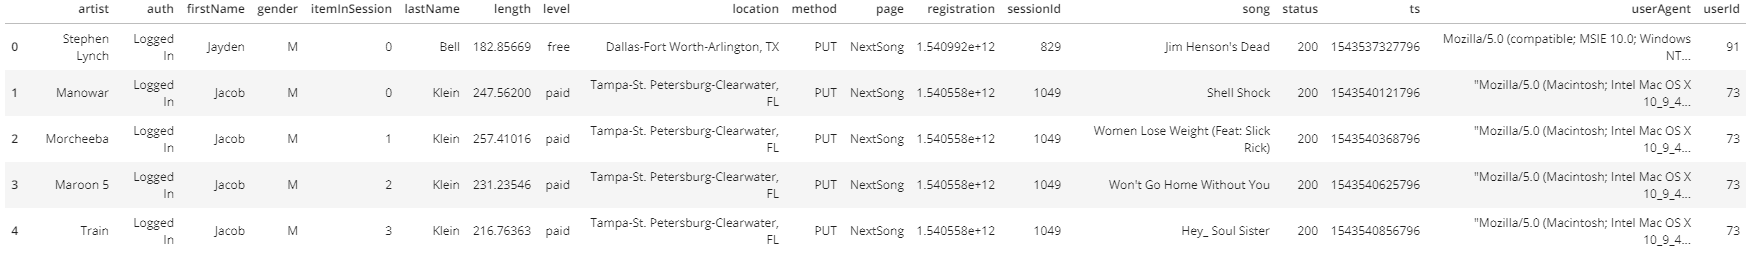 artist auth firstName gender itemInSession lastName length level location method page registration sessionId song status ts userAgent userId
0 Stephen Lynch Logged In Jayden M 0 Bell 182.85669 free Dallas-Fort Worth-Arlington, TX PUT NextSong 1.540992e+12 829 Jim Henson's Dead 200 1543537327796 Mozilla/5.0 (compatible; MSIE 10.0; Windows NT... 91
1 Manowar Logged In Jacob M 0 Klein 247.56200 paid Tampa-St. Petersburg-Clearwater, FL PUT NextSong 1.540558e+12 1049 Shell Shock 200 1543540121796 "Mozilla/5.0 (Macintosh; Intel Mac OS X 10_9_4... 73
2 Morcheeba Logged In Jacob M 1 Klein 257.41016 paid Tampa-St. Petersburg-Clearwater, FL PUT NextSong 1.540558e+12 1049 Women Lose Weight (Feat: Slick Rick) 200 1543540368796 "Mozilla/5.0 (Macintosh; Intel Mac OS X 10_9_4... 73
3 Maroon 5 Logged In Jacob M 2 Klein 231.23546 paid Tampa-St. Petersburg-Clearwater, FL PUT NextSong 1.540558e+12 1049 Won't Go Home Without You 200 1543540625796 "Mozilla/5.0 (Macintosh; Intel Mac OS X 10_9_4... 73
4 Train Logged In Jacob M 3 Klein 216.76363 paid Tampa-St. Petersburg-Clearwater, FL PUT NextSong 1.540558e+12 1049 Hey_ Soul Sister 200 1543540856796 "Mozilla/5.0 (Macintosh; Intel Mac OS X 10_9_4... 73